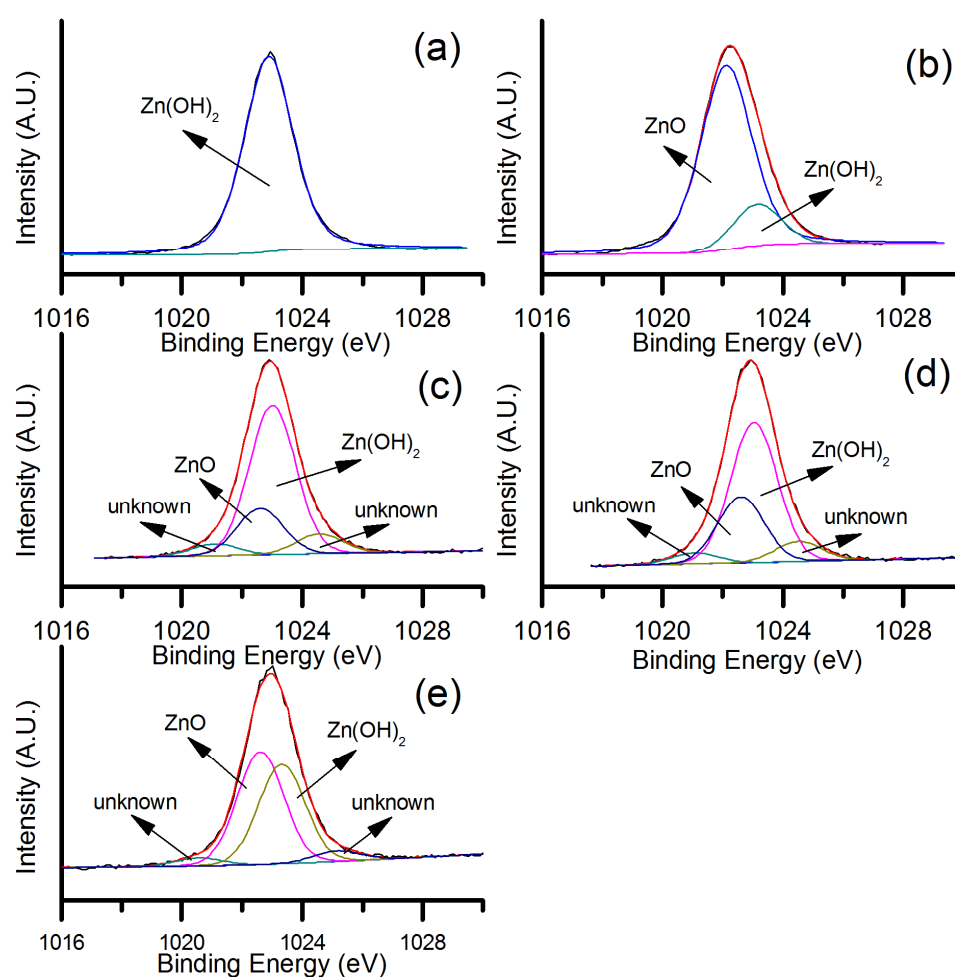 (a)
Zn(OH)2
Intensity (A.U.)
1016 1020 1024 1028
Binding Energy (eV)
(b)
ZnO
Zn(OH)2
Intensity (A.U.)
1016 1020 1024 1028
Binding Energy (eV)
(c)
Zn(OH)2
ZnO
unknown
unknown
Intensity (A.U.)
1016 1020 1024 1028
Binding Energy (eV)
(d)
Zn(OH)2
ZnO
unknown
unknown
Intensity (A.U.)
1016 1020 1024 1028
Binding Energy (eV)
(e)
ZnO
Zn(OH)2
unknown
unknown
Intensity (A.U.)
1016 1020 1024 1028
Binding Energy (eV)